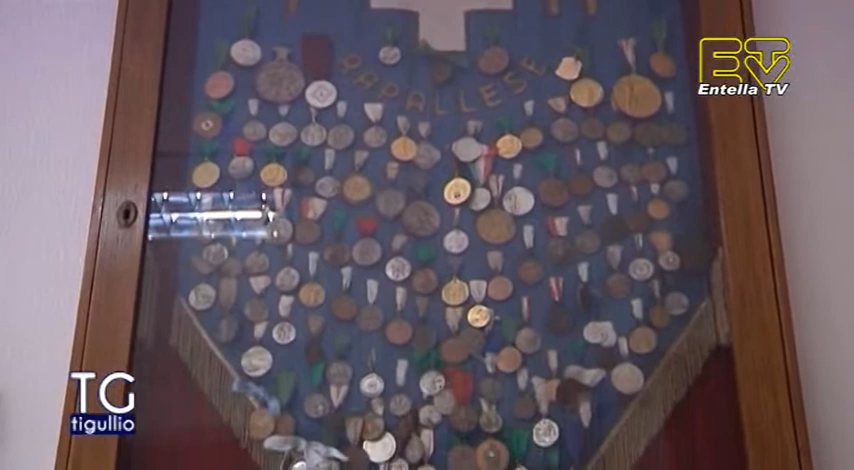 ETV
Entella TV
RAPALLESE
TG
tigullio